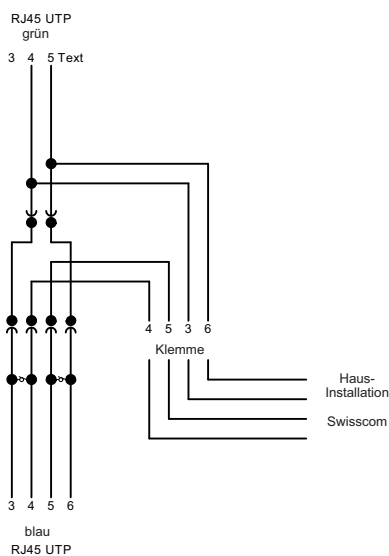 RJ45 UTP
grün
3 4 5 Text
4 5 3 6
Klemme
Haus-
Installation
Swisscom
3 4 5 6
blau
RJ45 UTP